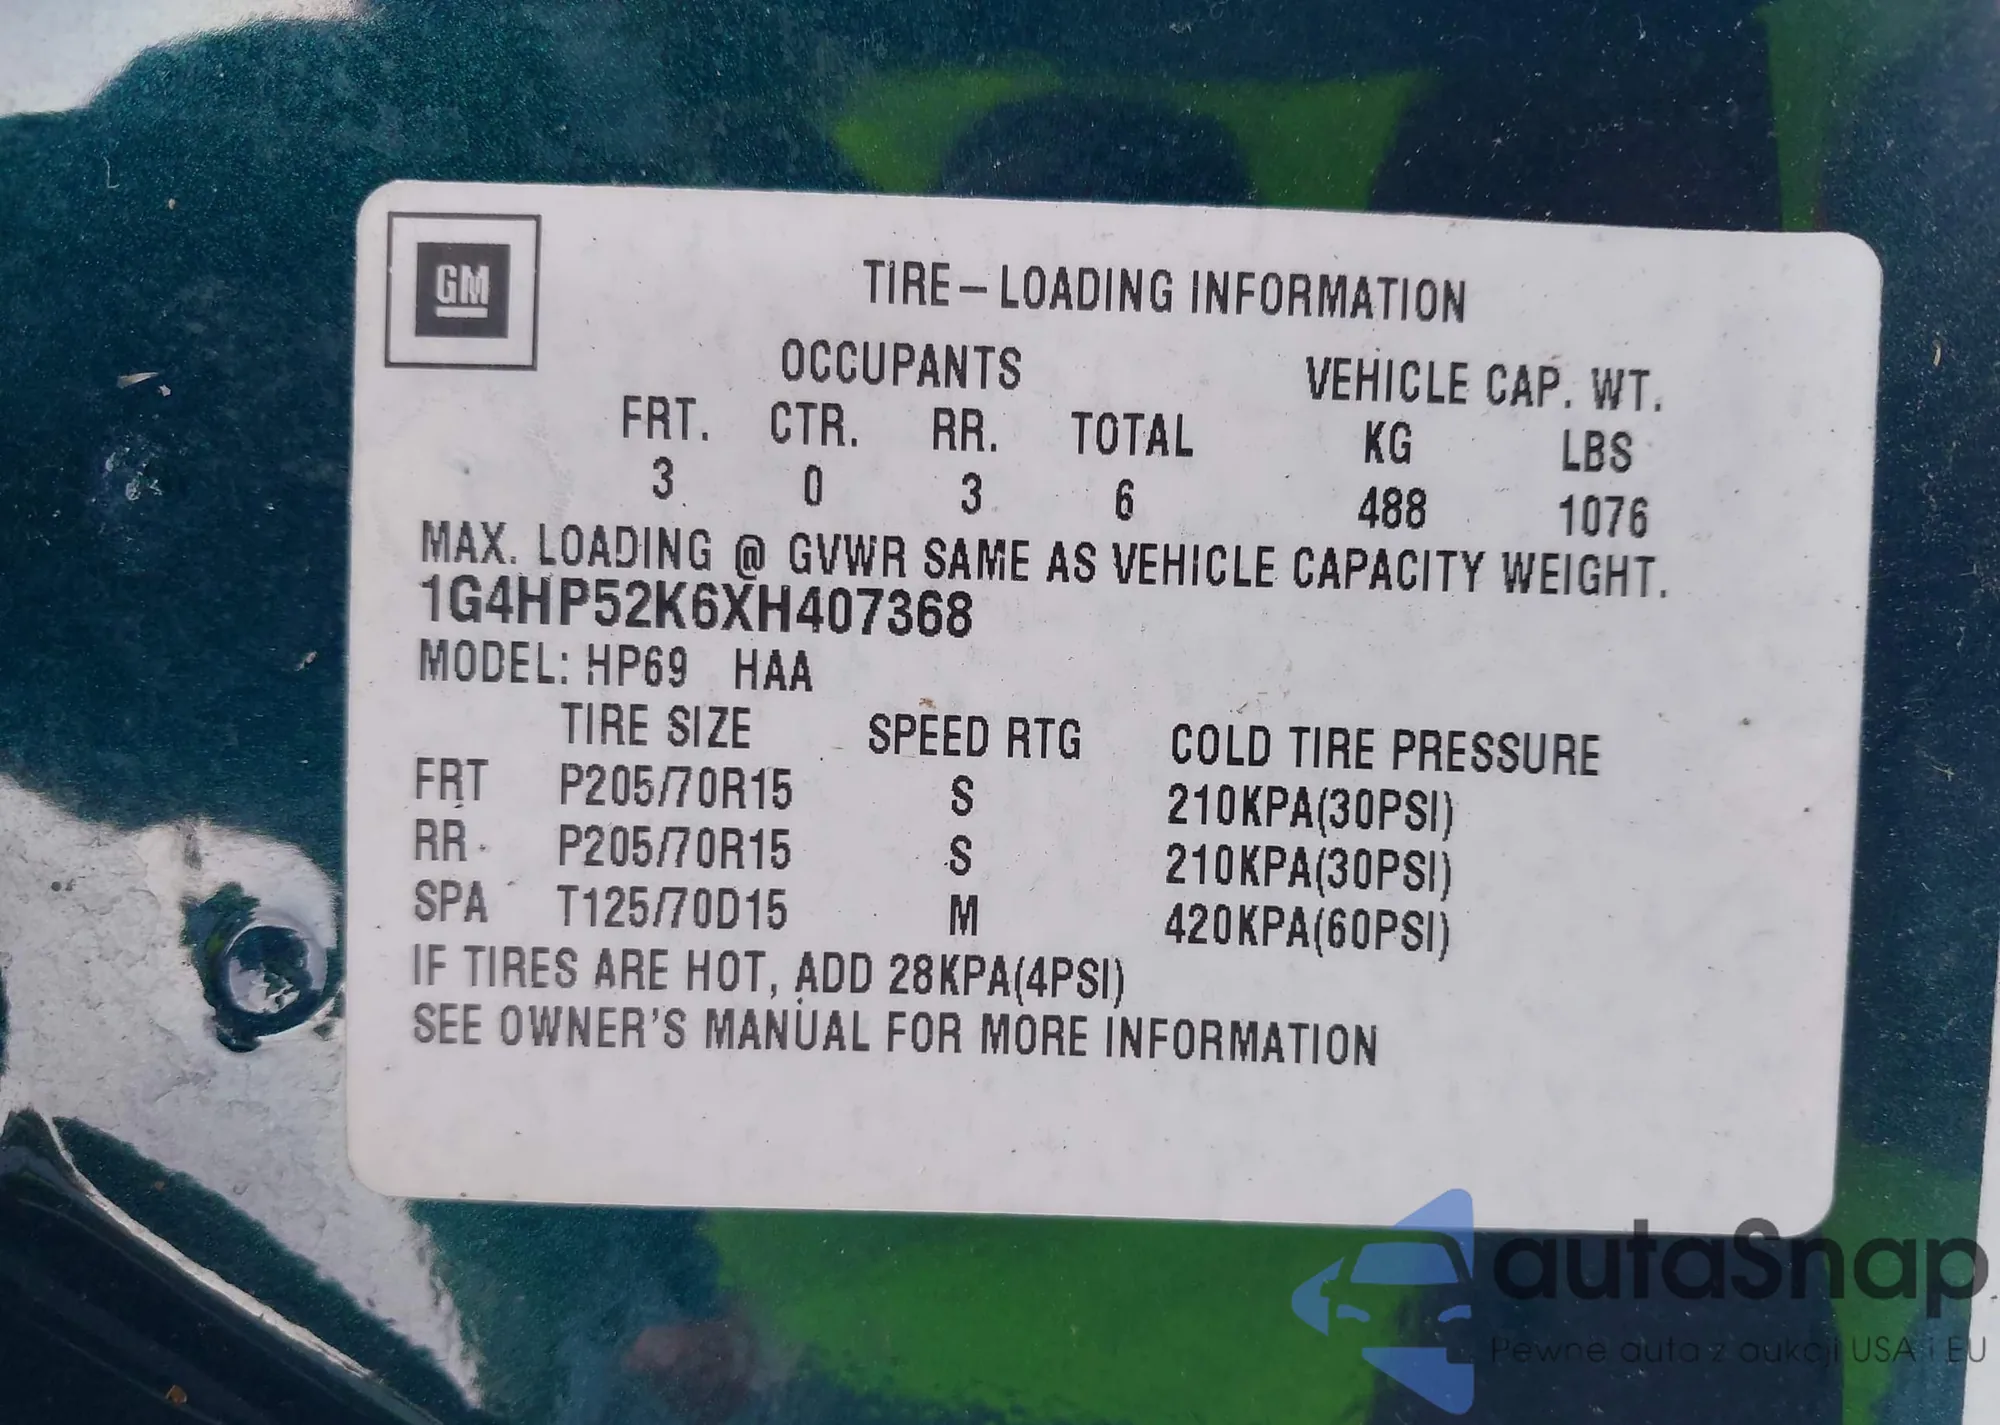 GM
TIRE-LOADING INFORMATION
OCCUPANTS VEHICLE CAP. WT.
FRT. CTR. RR. TOTAL KG LBS
3 0 3 6 488 1076
MAX. LOADING @ GVWR SAME AS VEHICLE CAPACITY WEIGHT.
1G4HP52K6XH407368
MODEL: HP69 HAA
TIRE SIZE SPEED RTG COLD TIRE PRESSURE
FRT P205/70R15 S 210KPA(30PSI)
RR P205/70R15 S 210KPA(30PSI)
SPA T125/70D15 M 420KPA(60PSI)
IF TIRES ARE HOT, ADD 28KPA(4PSI)
SEE OWNER'S MANUAL FOR MORE INFORMATION
autaSnap
Pewne auta z aukcji USA i EU